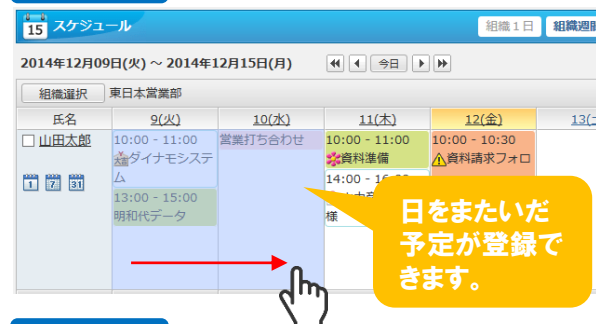 15 スケジュール 組織1日 組織週間
2014年12月09日(火) ～ 2014年12月15日(月) 今日
組織選択 東日本営業部
氏名 9(火) 10(水) 11(木) 12(金) 13(土
山田太郎
1 7 31
10:00 - 11:00
ダイナモシステム
13:00 - 15:00
明和代データ
営業打ち合わせ
10:00 - 11:00
資料準備
14:00 - 16:00
様
10:00 - 10:30
資料請求フォロ
日をまたいだ
予定が登録で
きます。